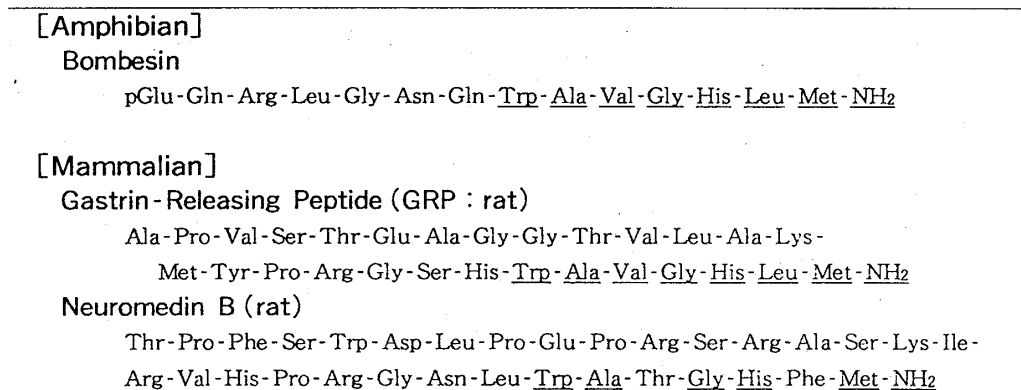 [Amphibian]
Bombesin
pGlu-Gln-Arg-Leu-Gly-Asn-Gln-Trp-Ala-Val-Gly-His-Leu-Met-NH2
[Mammalian]
Gastrin-Releasing Peptide (GRP : rat)
Ala-Pro-Val-Ser-Thr-Glu-Ala-Gly-Gly-Thr-Val-Leu-Ala-Lys-
Met-Tyr-Pro-Arg-Gly-Ser-His-Trp-Ala-Val-Gly-His-Leu-Met-NH2
Neuromedin B (rat)
Thr-Pro-Phe-Ser-Trp-Asp-Leu-Pro-Glu-Pro-Arg-Ser-Arg-Ala-Ser-Lys-Ile-
Arg-Val-His-Pro-Arg-Gly-Asn-Leu-Trp-Ala-Thr-Gly-His-Phe-Met-NH2